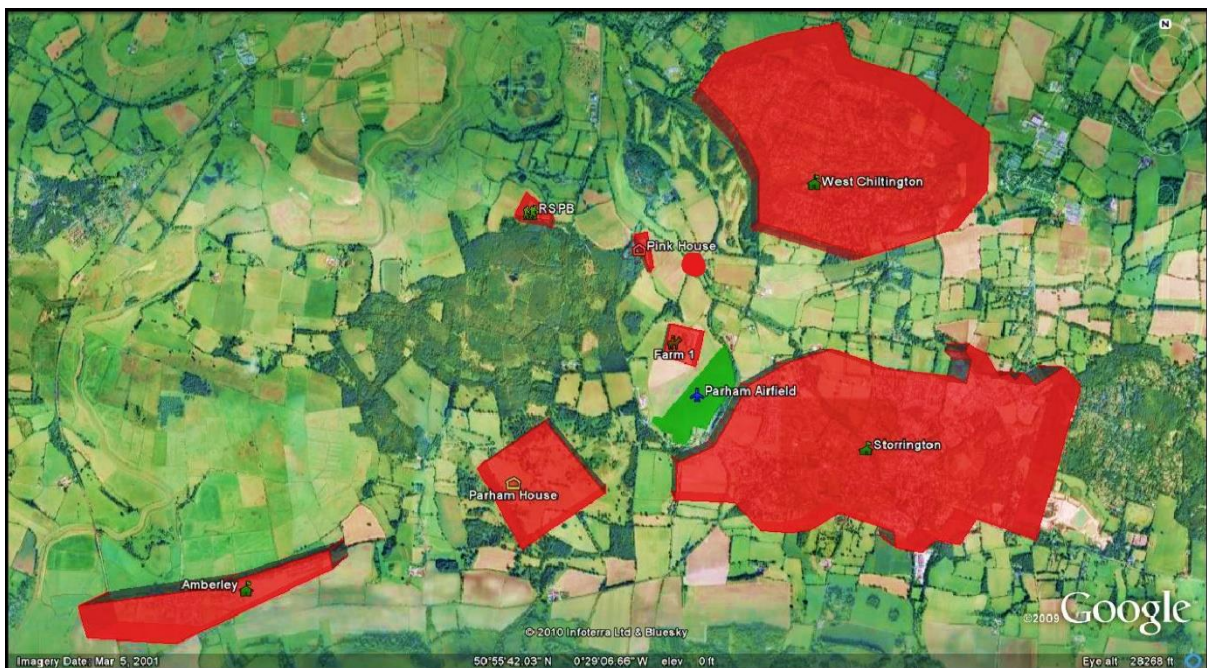 N
West Chiltington
RSPB
Pink House
Farm 1
Parham Airfield
Storrington
Parham House
Amberley
©2009 Google
© 2010 Infoterra Ltd & Bluesky
Imagery Date: Mar 5, 2001 50°55'42.03" N 0°29'06.66" W elev 0 ft Eye alt 28268 ft